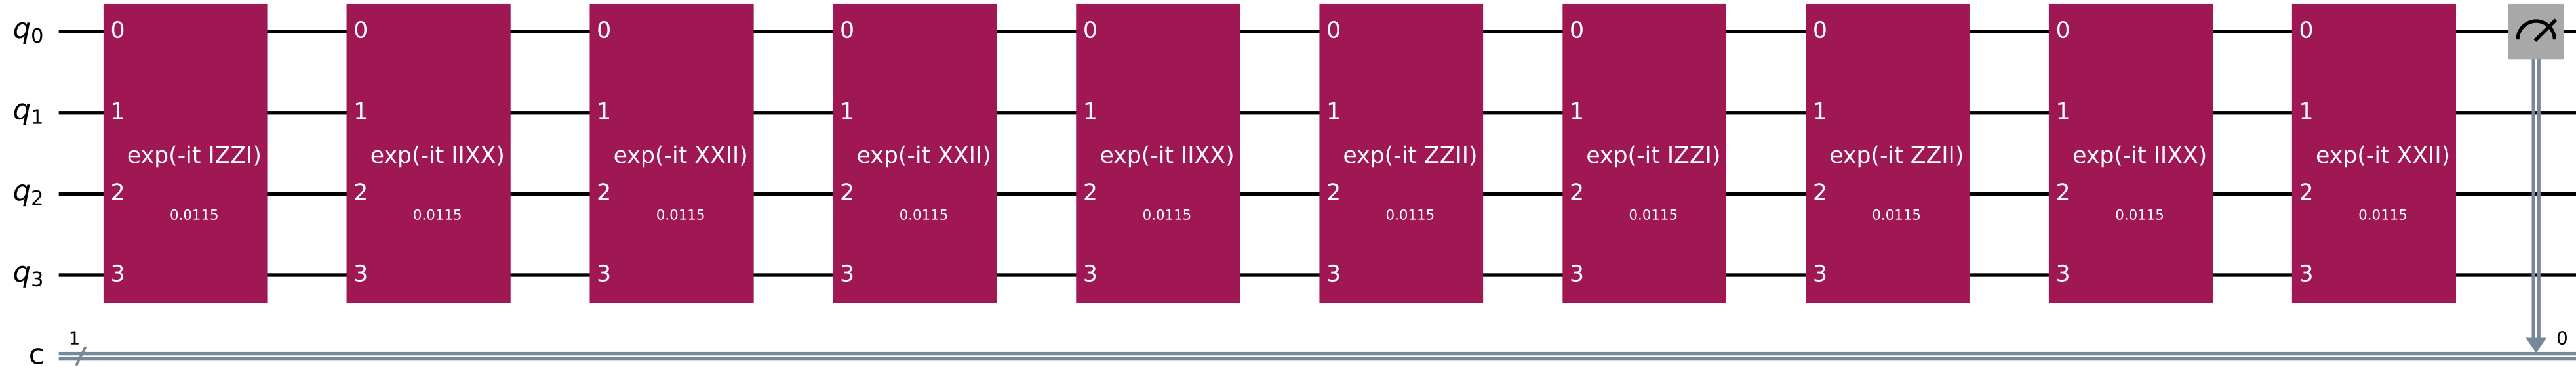 q0 0 0 0 0 0 0 0 0 0 0
q1 1 1 1 1 1 1 1 1 1 1
exp(-it IZZI) exp(-it IIXX) exp(-it XXII) exp(-it XXII) exp(-it IIXX) exp(-it ZZII) exp(-it IZZI) exp(-it ZZII) exp(-it IIXX) exp(-it XXII)
q2 2 2 2 2 2 2 2 2 2 2
0.0115 0.0115 0.0115 0.0115 0.0115 0.0115 0.0115 0.0115 0.0115 0.0115
q3 3 3 3 3 3 3 3 3 3 3
1 0
c